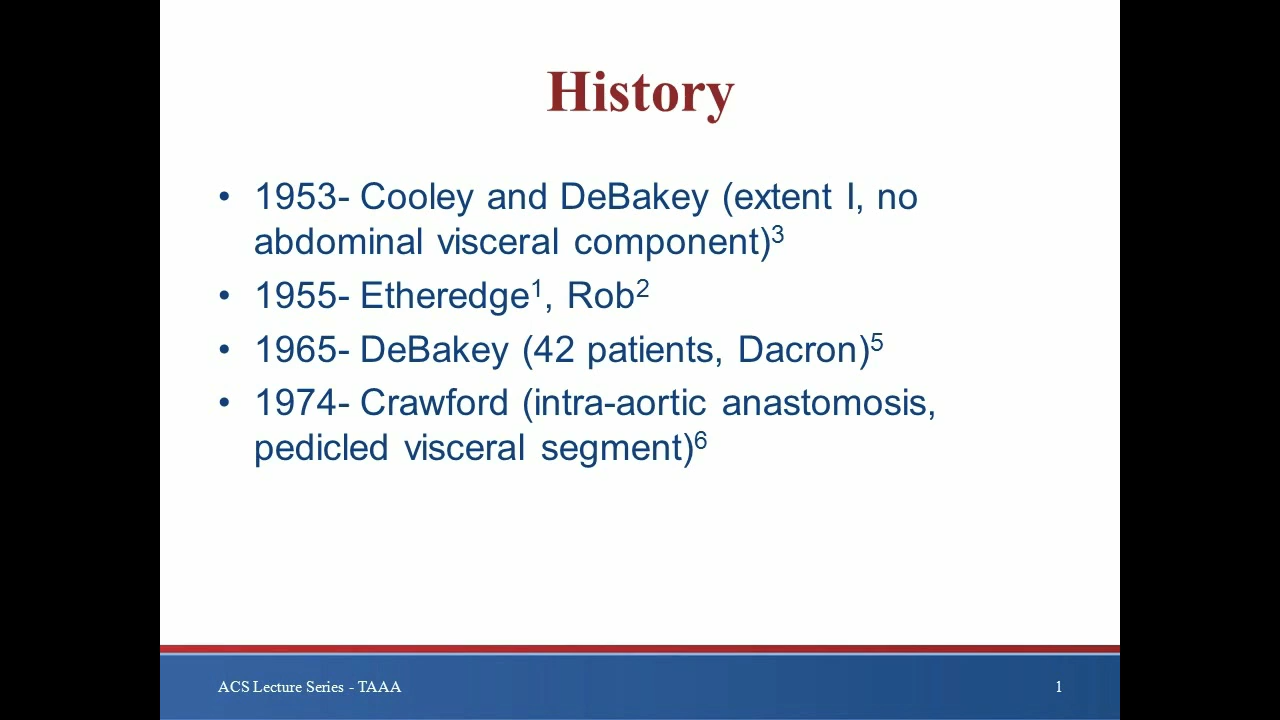 History
• 1953- Cooley and DeBakey (extent I, no
abdominal visceral component)³
• 1955- Etheredge¹, Rob²
• 1965- DeBakey (42 patients, Dacron)⁵
• 1974- Crawford (intra-aortic anastomosis,
pedicled visceral segment)⁶
ACS Lecture Series - TAAA
1